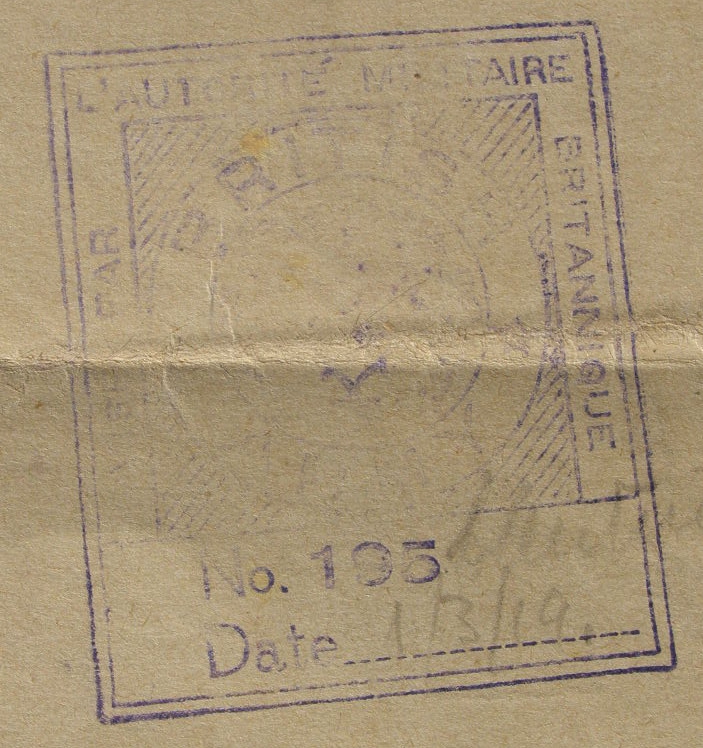 PAR
L'AUTORITÉ MILITAIRE
BRITANNIQUE
No. 195
Date 1/3/19.